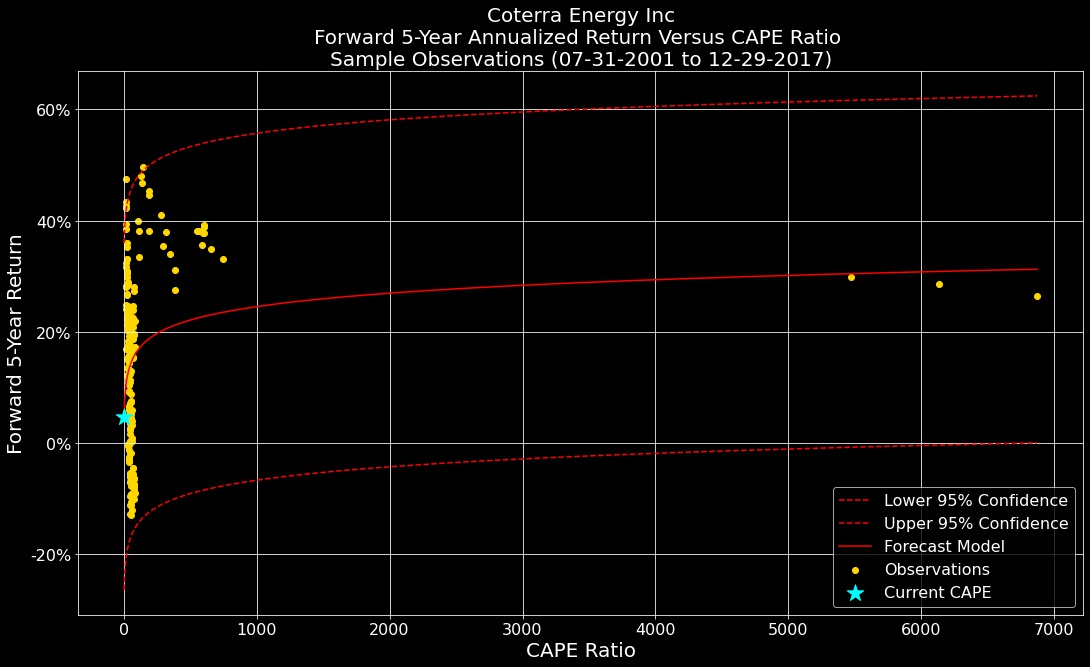 Coterra Energy Inc
Forward 5-Year Annualized Return Versus CAPE Ratio
Sample Observations (07-31-2001 to 12-29-2017)
Forward 5-Year Return
60%
40%
20%
0%
-20%
Lower 95% Confidence
Upper 95% Confidence
Forecast Model
Observations
Current CAPE
0 1000 2000 3000 4000 5000 6000 7000
CAPE Ratio